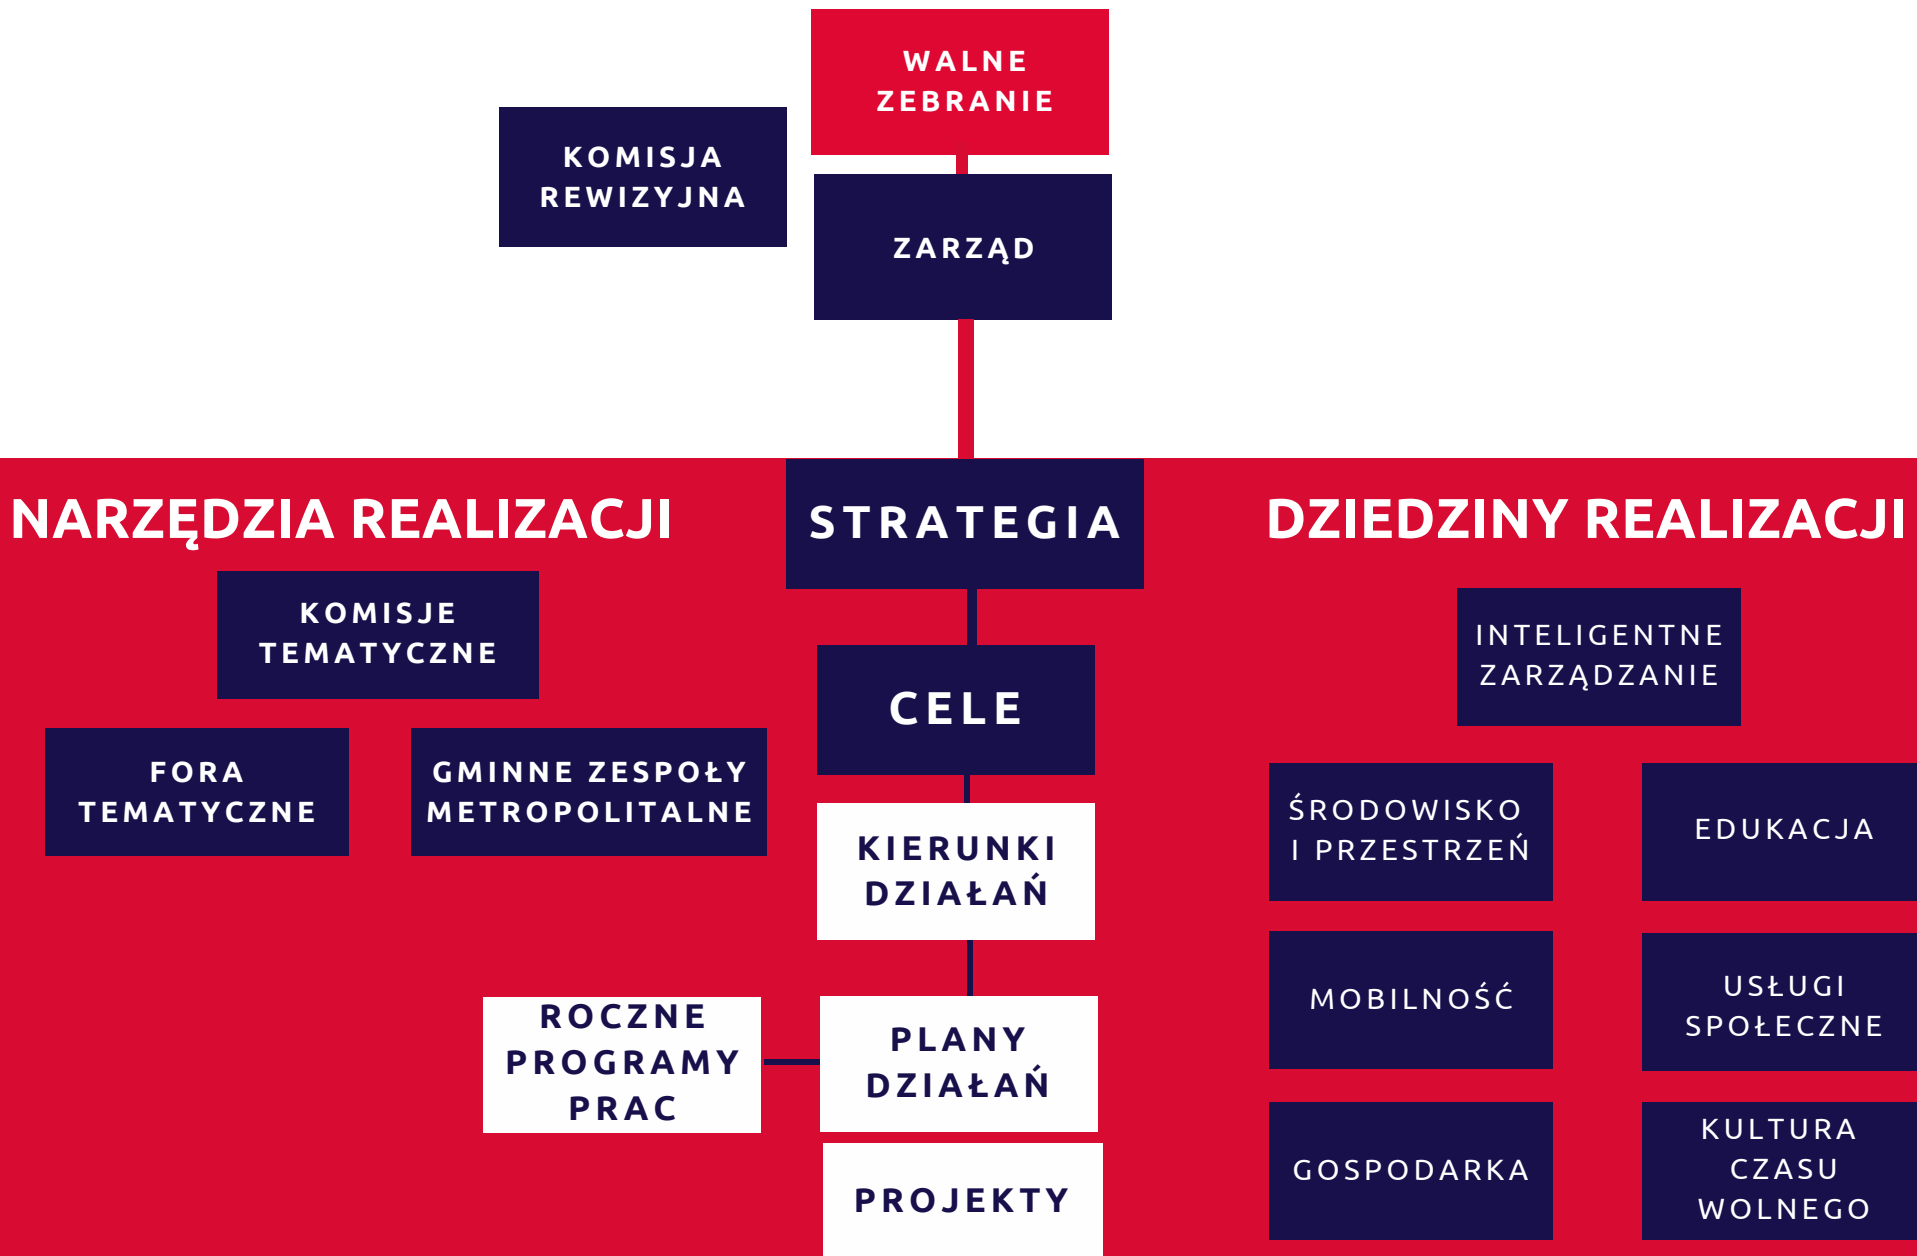 WALNE
ZEBRANIE
KOMISJA
REWIZYJNA
ZARZĄD
NARZĘDZIA REALIZACJI
STRATEGIA
DZIEDZINY REALIZACJI
KOMISJE
TEMATYCZNE
FORA
TEMATYCZNE
GMINNE ZESPOŁY
METROPOLITALNE
CELE
KIERUNKI
DZIAŁAŃ
ROCZNE
PROGRAMY
PRAC
PLANY
DZIAŁAŃ
PROJEKTY
INTELIGENTNE
ZARZĄDZANIE
ŚRODOWISKO
I PRZESTRZEŃ
EDUKACJA
MOBILNOŚĆ
USŁUGI
SPOŁECZNE
GOSPODARKA
KULTURA
CZASU
WOLNEGO